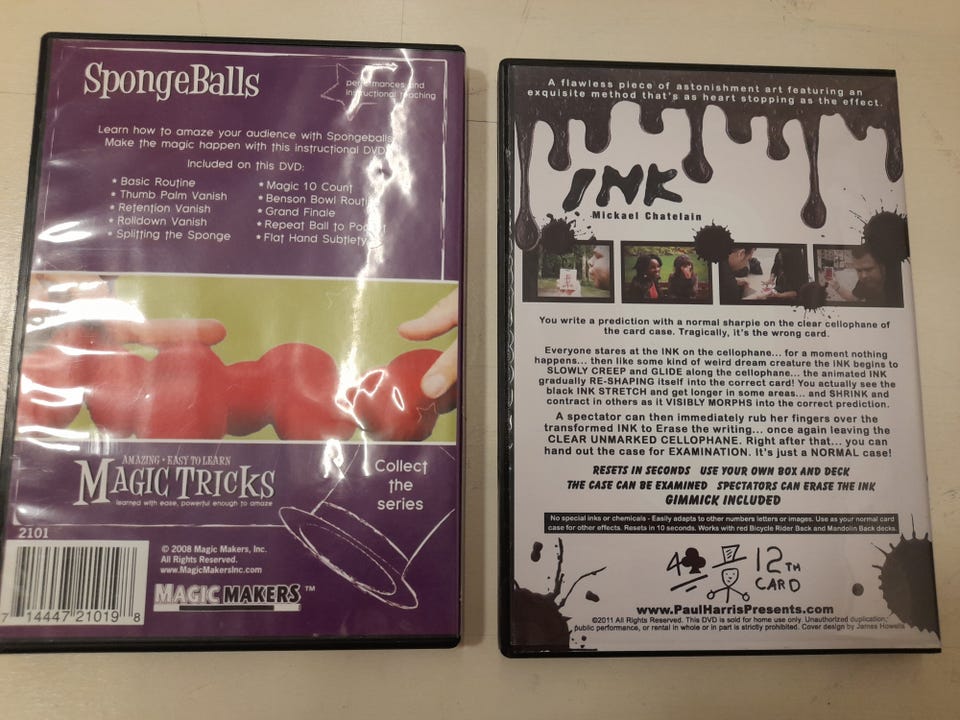 SpongeBalls
performances and
instructional teaching
Learn how to amaze your audience with Spongeballs
Make the magic happen with this instructional DVD
Included on this DVD:
* Basic Routine
* Thumb Palm Vanish
* Retention Vanish
* Rolldown Vanish
* Splitting the Sponge
* Magic 10 Count
* Benson Bowl Routi
* Grand Finale
* Repeat Ball to Pocket
* Flat Hand Subtlety
AMAZING • EASY TO LEARN
MAGIC TRICKS
learned with ease, powerful enough to amaze
Collect
the
series
2101
© 2008 Magic Makers, Inc.
All Rights Reserved.
www.MagicMakersInc.com
MAGIC MAKERS ™
7 14447 21019 8
A flawless piece of astonishment art featuring an
exquisite method that's as heart stopping as the effect.
INK
Mickael Chatelain
You write a prediction with a normal sharpie on the clear cellophane of
the card case. Tragically, it's the wrong card.
Everyone stares at the INK on the cellophane... for a moment nothing
happens... then like some kind of weird dream creature the INK begins to
SLOWLY CREEP and GLIDE along the cellophane... the animated INK
gradually RE-SHAPING itself into the correct card! You actually see the
black INK STRETCH and get longer in some areas... and SHRINK and
contract in others as it VISIBLY MORPHS into the correct prediction.
A spectator can then immediately rub her fingers over the
transformed INK to Erase the writing... once again leaving the
CLEAR UNMARKED CELLOPHANE. Right after that... you can
hand out the case for EXAMINATION. It's just a NORMAL case!
RESETS IN SECONDS USE YOUR OWN BOX AND DECK
THE CASE CAN BE EXAMINED SPECTATORS CAN ERASE THE INK
GIMMICK INCLUDED
No special inks or chemicals - Easily adapts to other numbers letters or images. Use as your normal card
case for other effects. Resets in 10 seconds. Works with red Bicycle Rider Back and Mandolin Back decks.
4♣ 12TH
CARD
www.PaulHarrisPresents.com
©2011 All Rights Reserved. This DVD is sold for home use only. Unauthorized duplication,
public performance, or rental in whole or in part is strictly prohibited. Cover design by James Howells